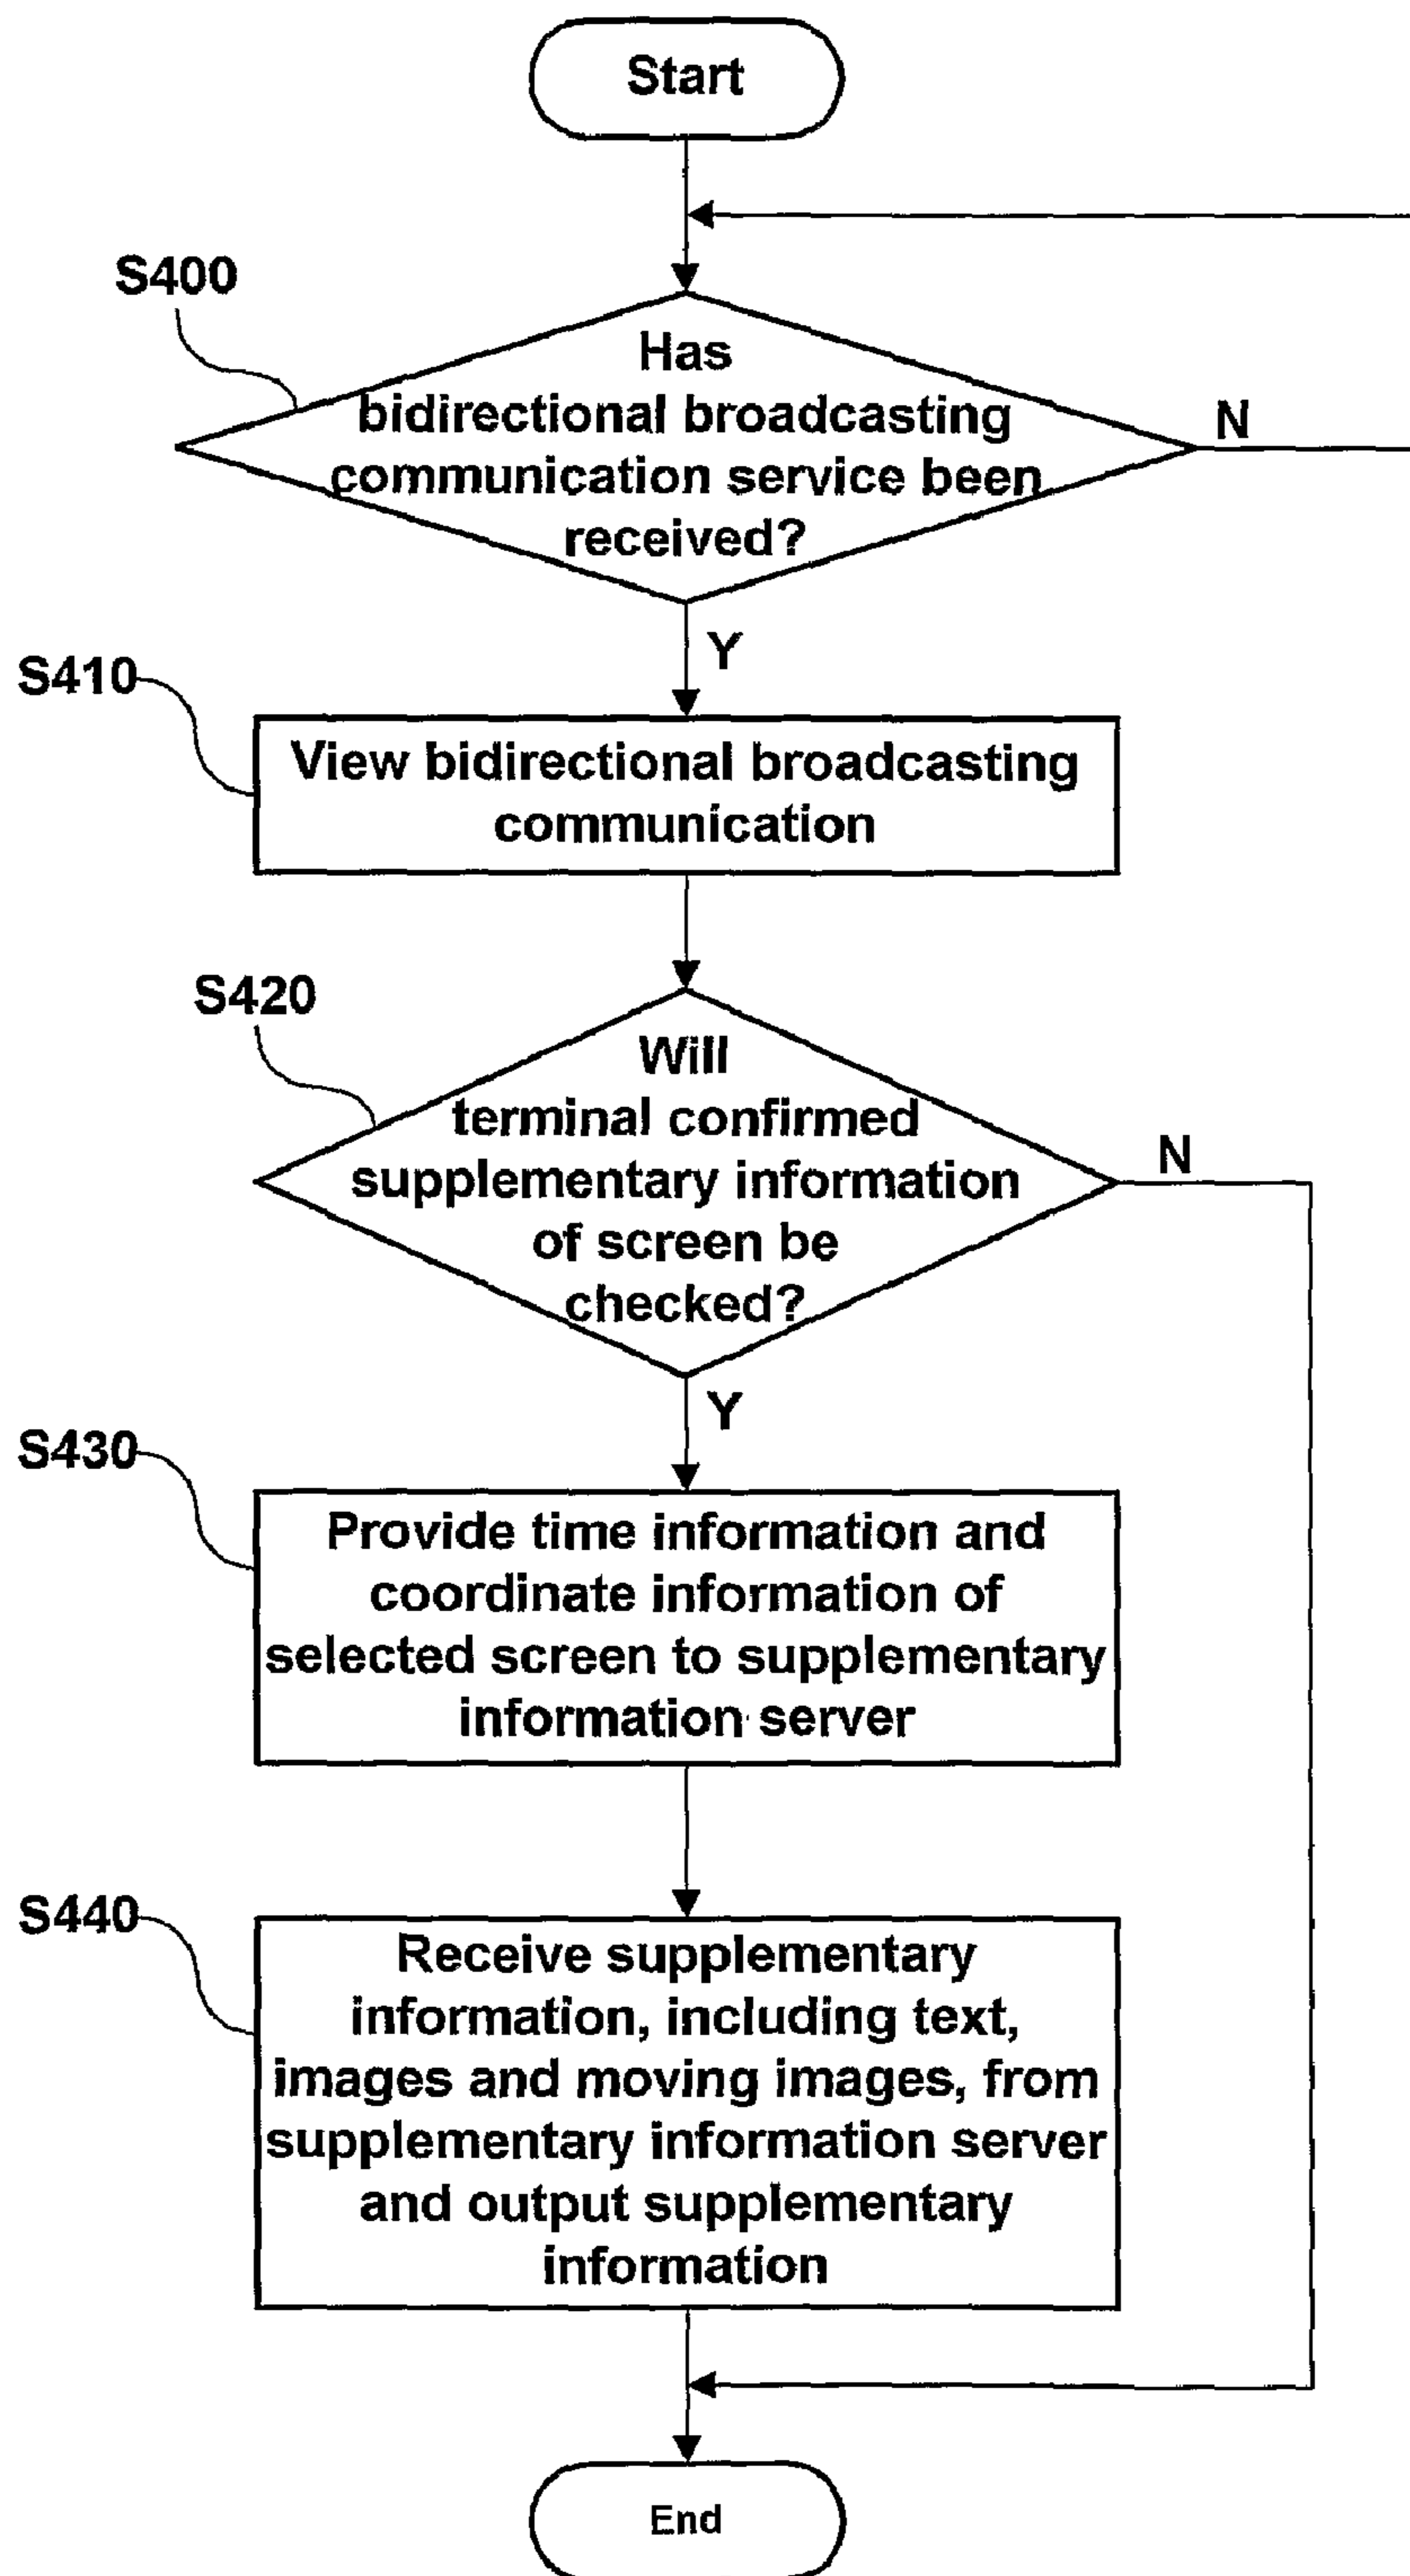 Start
S400
Has
bidirectional broadcasting
communication service been
received?
N
Y
S410
View bidirectional broadcasting
communication
S420
Will
terminal confirmed
supplementary information
of screen be
checked?
N
Y
S430
Provide time information and
coordinate information of
selected screen to supplementary
information server
S440
Receive supplementary
information, including text,
images and moving images, from
supplementary information server
and output supplementary
information
End